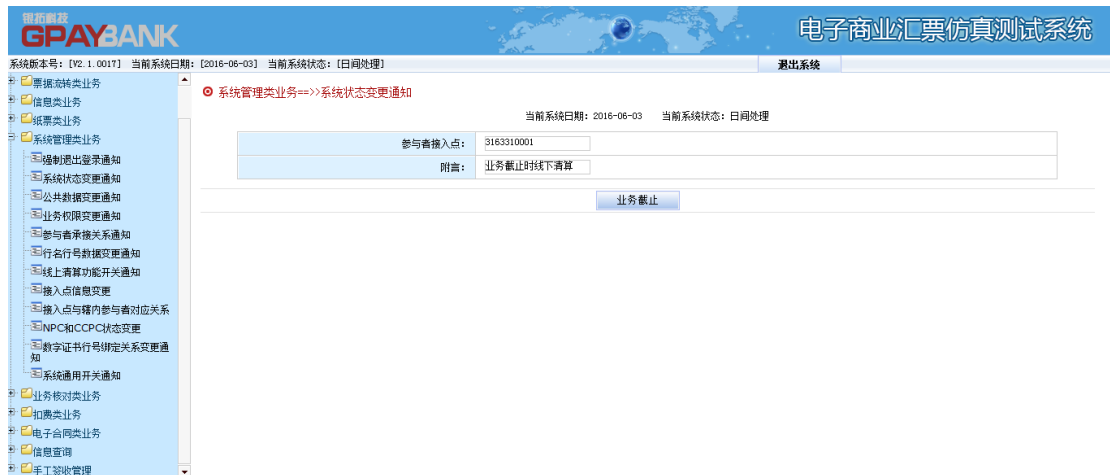 银拓融技
GPAYBANK
电子商业汇票仿真测试系统
系统版本号: [V2.1.0017] 当前系统日期: [2016-06-03] 当前系统状态: [日间处理]
退出系统
票据流转类业务
信息类业务
纸票类业务
系统管理类业务
强制退出登录通知
系统状态变更通知
公共数据变更通知
业务权限变更通知
参与者承接关系通知
行名行号数据变更通知
线上清算功能开关通知
接入点信息变更
接入点与辖内参与者对应关系
NPC和CCPC状态变更
数字证书行号绑定关系变更通
知
系统通用开关通知
业务核对类业务
扣费类业务
电子合同类业务
信息查询
手工签收管理
系统管理类业务==>>系统状态变更通知
当前系统日期: 2016-06-03 当前系统状态: 日间处理
参与者接入点: 3163310001
附言: 业务截止时线下清算
业务截止